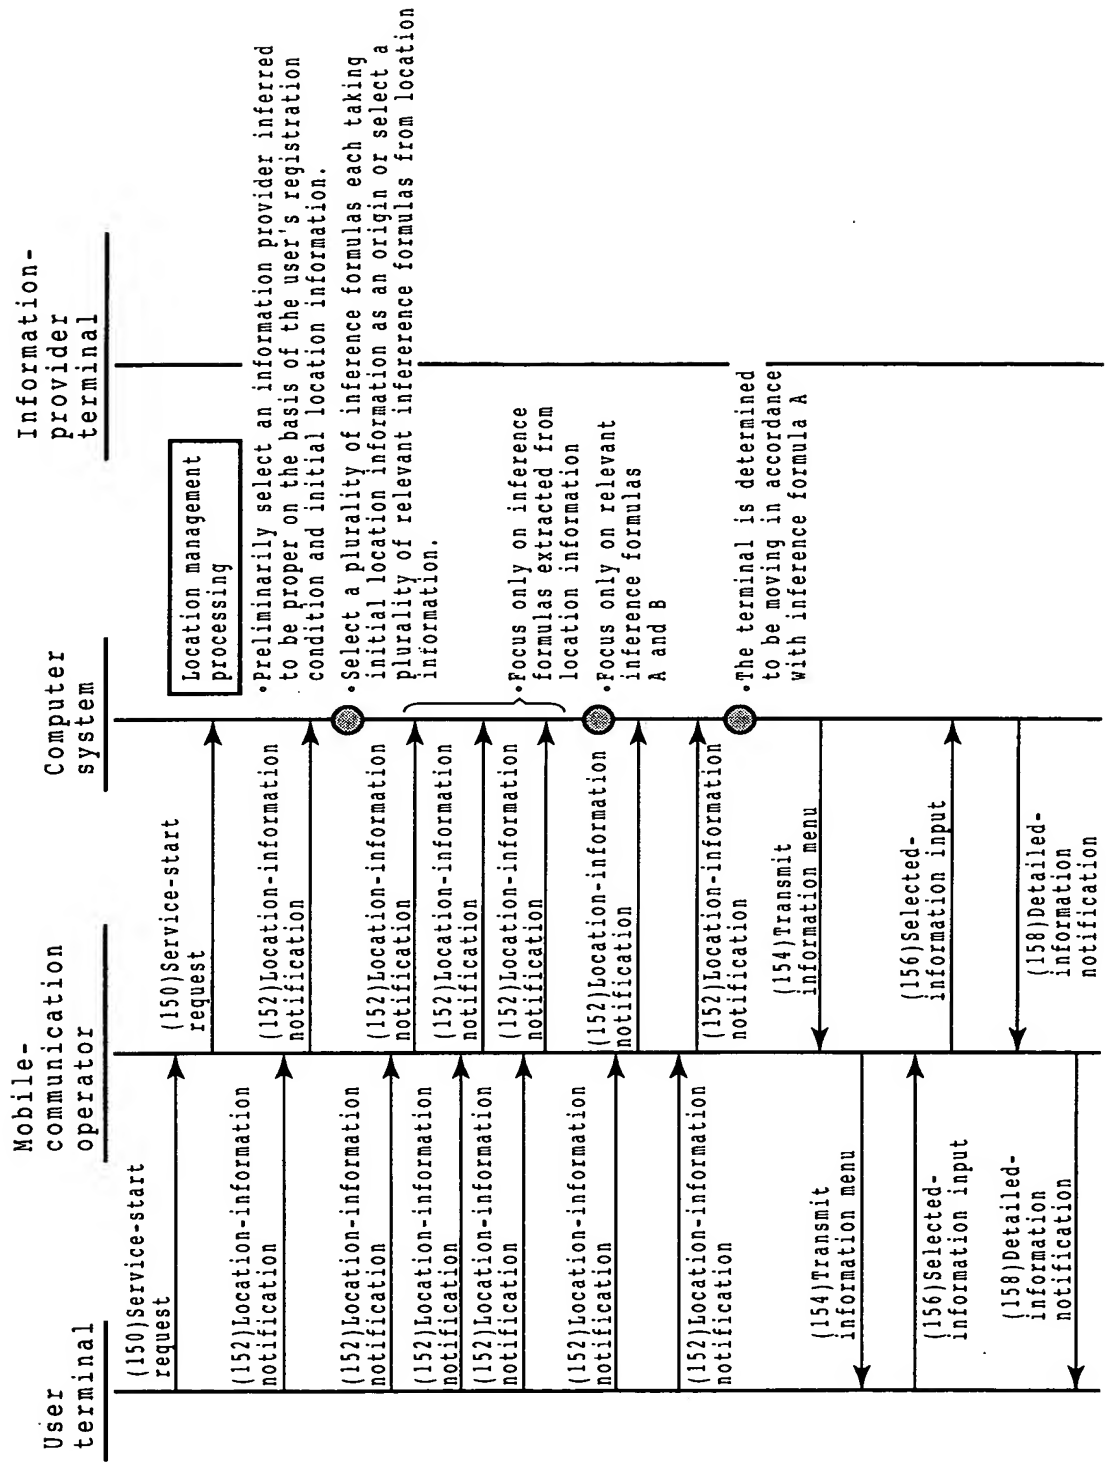 User
terminal
Mobile-
communication
operator
Computer
system
Information-
provider
terminal
(150)Service-start
request
(150)Service-start
request
Location management
processing
(152)Location-information
notification
(152)Location-information
notification
•Preliminarily select an information provider inferred
to be proper on the basis of the user's registration
condition and initial location information.
•Select a plurality of inference formulas each taking
initial location information as an origin or select a
plurality of relevant inference formulas from location
information.
(152)Location-information
notification
(152)Location-information
notification
(152)Location-information
notification
(152)Location-information
notification
(152)Location-information
notification
(152)Location-information
notification
•Focus only on inference
formulas extracted from
location information
(152)Location-information
notification
(152)Location-information
notification
•Focus only on relevant
inference formulas
A and B
(152)Location-information
notification
(152)Location-information
notification
•The terminal is determined
to be moving in accordance
with inference formula A
(154)Transmit
information menu
(154)Transmit
information menu
(156)Selected-
information input
(156)Selected-
information input
(158)Detailed-
information
notification
(158)Detailed-
information
notification